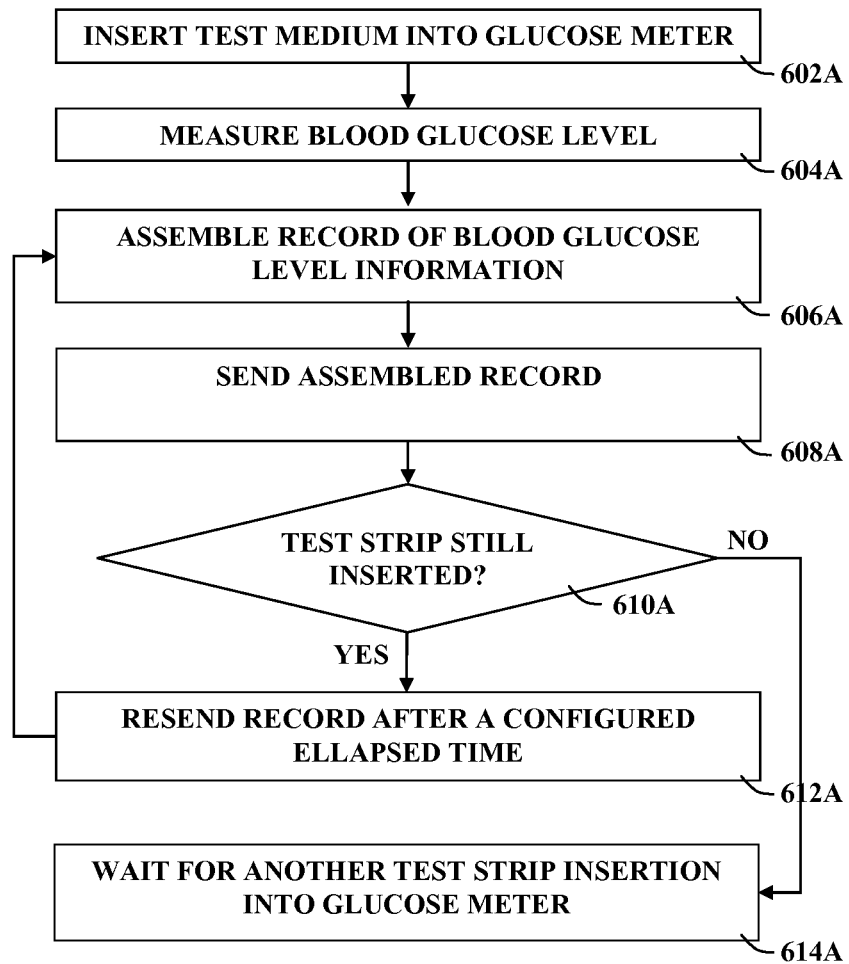 INSERT TEST MEDIUM INTO GLUCOSE METER
602A
MEASURE BLOOD GLUCOSE LEVEL
604A
ASSEMBLE RECORD OF BLOOD GLUCOSE
LEVEL INFORMATION
606A
SEND ASSEMBLED RECORD
608A
TEST STRIP STILL
INSERTED?
NO
610A
YES
RESEND RECORD AFTER A CONFIGURED
ELLAPSED TIME
612A
WAIT FOR ANOTHER TEST STRIP INSERTION
INTO GLUCOSE METER
614A